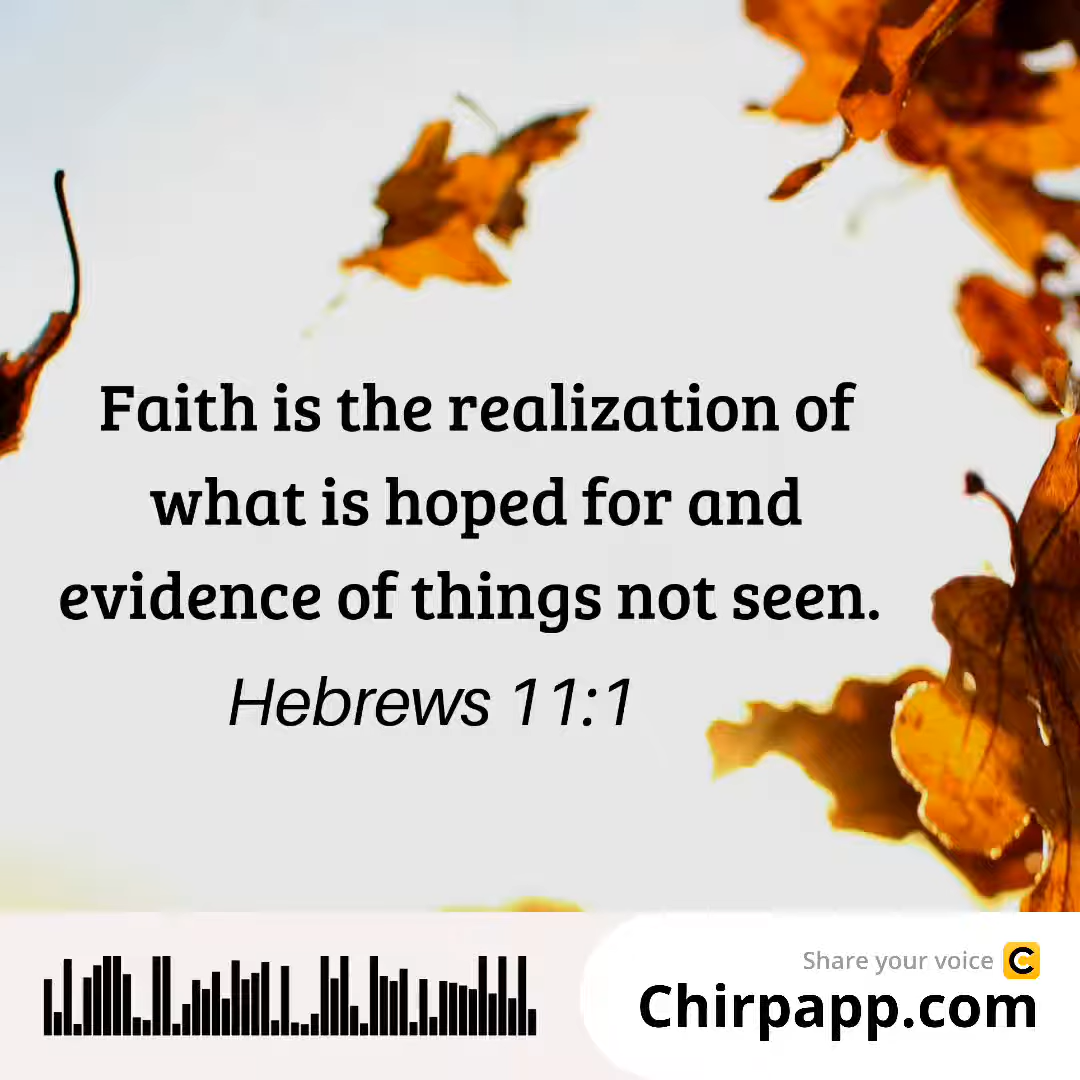 Faith is the realization of
what is hoped for and
evidence of things not seen.
Hebrews 11:1
Share your voice C
Chirpapp.com